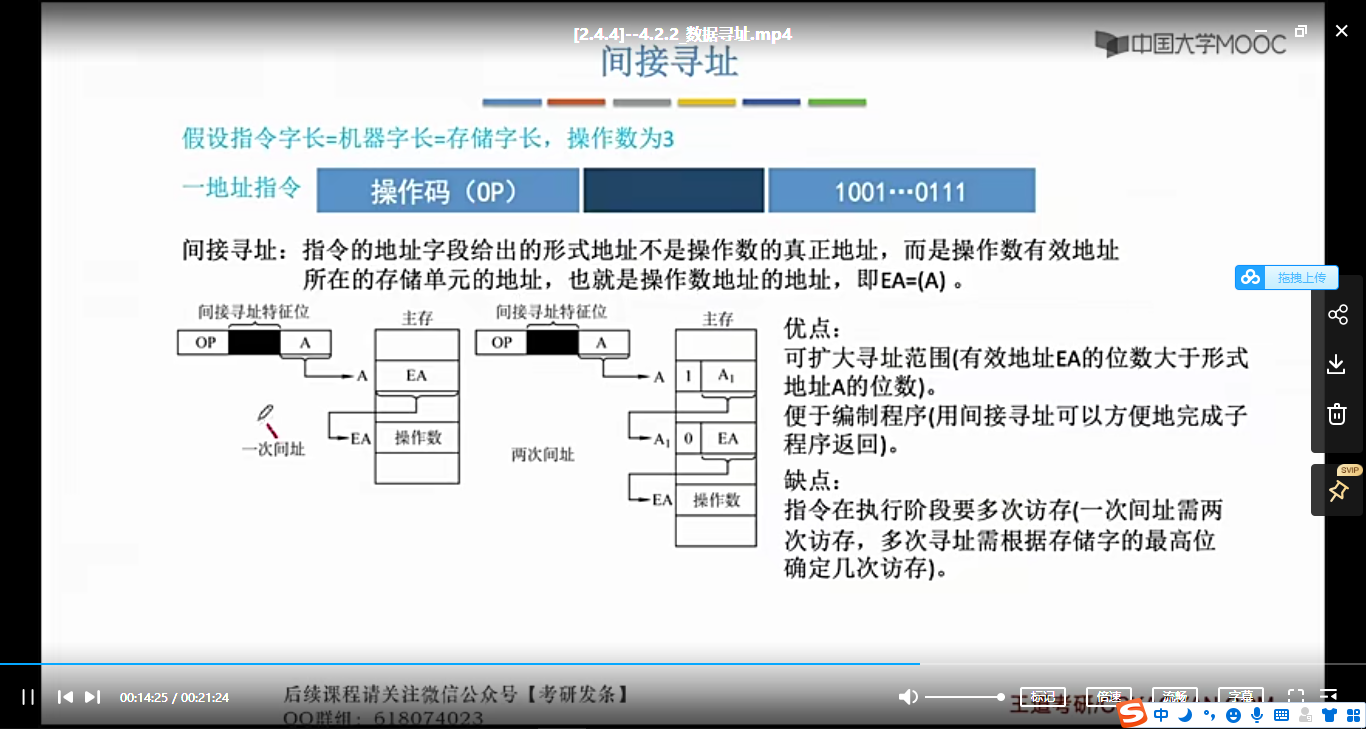 [2.4.4]--4.2.2_数据寻址.mp4
中国大学MOOC
间接寻址
假设指令字长=机器字长=存储字长，操作数为3
一地址指令 操作码（OP） 1001…0111
间接寻址：指令的地址字段给出的形式地址不是操作数的真正地址，而是操作数有效地址
所在的存储单元的地址，也就是操作数地址的地址，即EA=(A) 。
拖拽上传
间接寻址特征位 主存
OP A
A EA
EA 操作数
一次间址
间接寻址特征位 主存
OP A
A 1 A1
A1 0 EA
EA 操作数
两次间址
优点：
可扩大寻址范围(有效地址EA的位数大于形式
地址A的位数)。
便于编制程序(用间接寻址可以方便地完成子
程序返回)。
缺点：
指令在执行阶段要多次访存(一次间址需两
次访存，多次寻址需根据存储字的最高位
确定几次访存)。
SVIP
00:14:25 / 00:21:24
后续课程请关注微信公众号【考研发条】
QQ群组：618074023
标记 倍速 流畅 字幕
王道考研/C
S 中